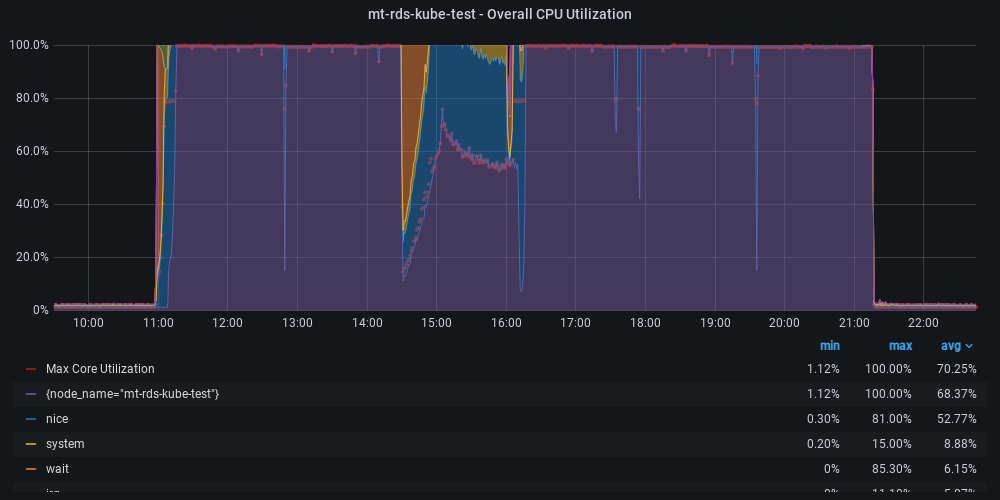 mt-rds-kube-test - Overall CPU Utilization
100.0%
80.0%
60.0%
40.0%
20.0%
0%
10:00 11:00 12:00 13:00 14:00 15:00 16:00 17:00 18:00 19:00 20:00 21:00 22:00
min max avg
Max Core Utilization 1.12% 100.00% 70.25%
{node_name="mt-rds-kube-test"} 1.12% 100.00% 68.37%
nice 0.30% 81.00% 52.77%
system 0.20% 15.00% 8.88%
wait 0% 85.30% 6.15%